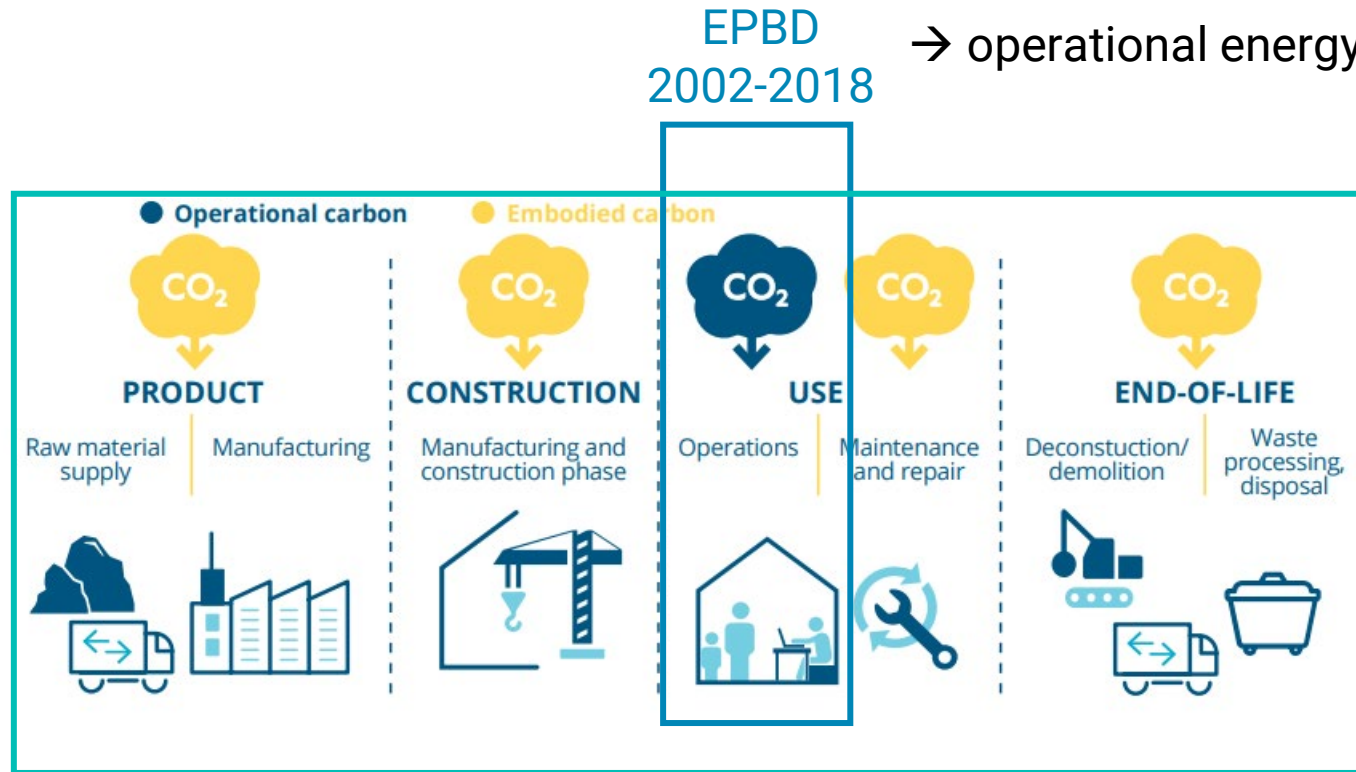 EPBD
2002-2018
→ operational energy
Operational carbon
Embodied carbon
CO₂
CO₂
CO₂
CO₂
CO₂
PRODUCT
CONSTRUCTION
USE
END-OF-LIFE
Raw material
supply
Manufacturing
Manufacturing and
construction phase
Operations
Maintenance
and repair
Deconstuction/
demolition
Waste
processing,
disposal